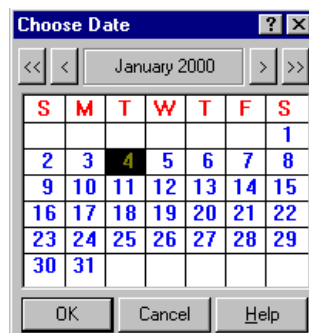 Choose Date ? ×
<< < January 2000 > >>
S M T W T F S
1
2 3 4 5 6 7 8
9 10 11 12 13 14 15
16 17 18 19 20 21 22
23 24 25 26 27 28 29
30 31
OK Cancel Help